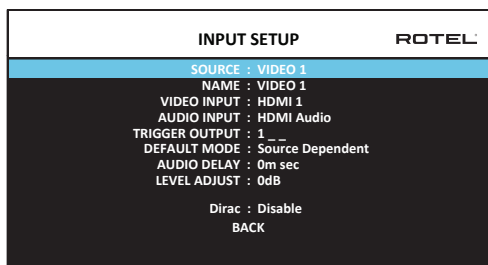 INPUT SETUP
ROTEL
SOURCE : VIDEO 1
NAME : VIDEO 1
VIDEO INPUT : HDMI 1
AUDIO INPUT : HDMI Audio
TRIGGER OUTPUT : 1 _ _
DEFAULT MODE : Source Dependent
AUDIO DELAY : 0m sec
LEVEL ADJUST : 0dB
Dirac : Disable
BACK